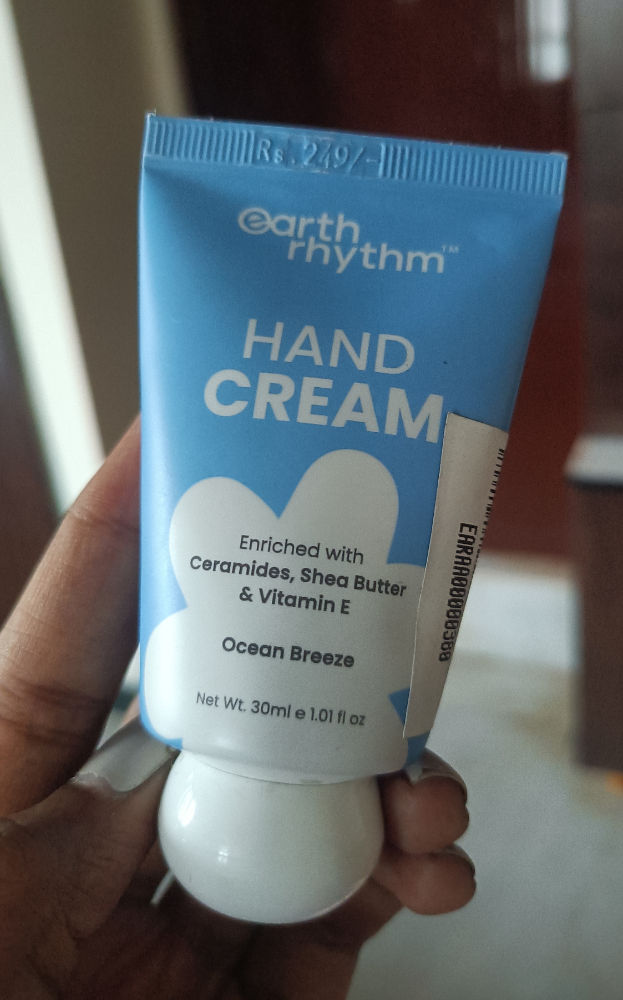 Rs.249/-
earth
rhythm™
HAND
CREAM
Enriched with
Ceramides, Shea Butter
& Vitamin E
Ocean Breeze
Net Wt. 30ml e 1.01 fl oz
EARAA00000380